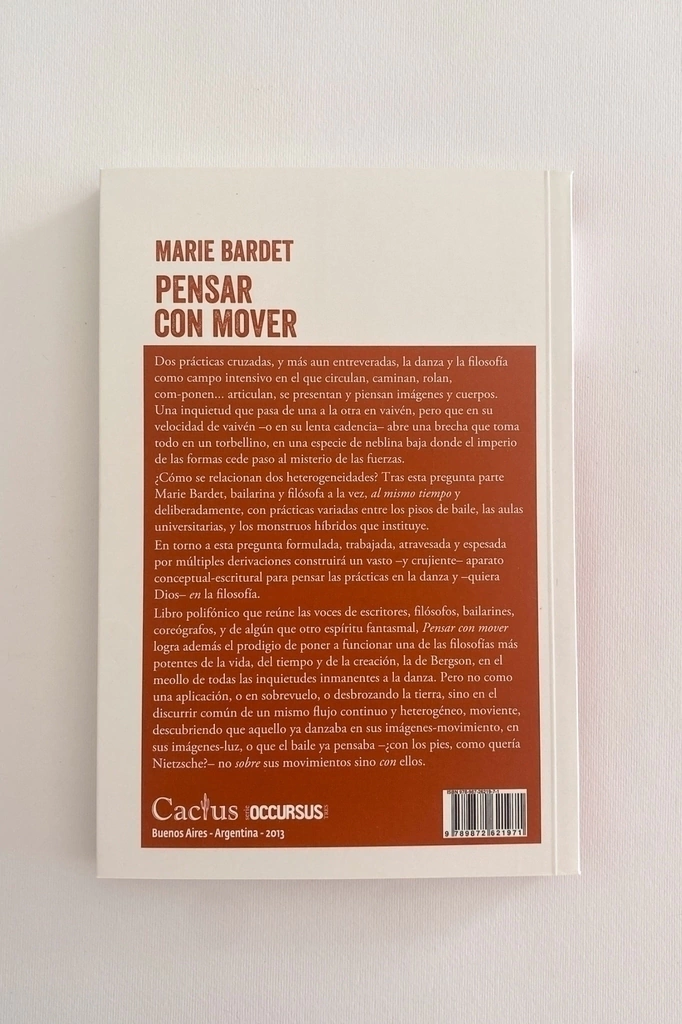 MARIE BARDET
PENSAR
CON MOVER
Dos prácticas cruzadas, y más aun entreveradas, la danza y la filosofía
como campo intensivo en el que circulan, caminan, rolan,
com-ponen... articulan, se presentan y piensan imágenes y cuerpos.
Una inquietud que pasa de una a la otra en vaivén, pero que en su
velocidad de vaivén –o en su lenta cadencia– abre una brecha que toma
todo en un torbellino, en una especie de neblina baja donde el imperio
de las formas cede paso al misterio de las fuerzas.
¿Cómo se relacionan dos heterogeneidades? Tras esta pregunta parte
Marie Bardet, bailarina y filósofa a la vez, al mismo tiempo y
deliberadamente, con prácticas variadas entre los pisos de baile, las aulas
universitarias, y los monstruos híbridos que instituye.
En torno a esta pregunta formulada, trabajada, atravesada y espesada
por múltiples derivaciones construirá un vasto –y crujiente– aparato
conceptual-escritural para pensar las prácticas en la danza y –quiera
Dios– en la filosofía.
Libro polifónico que reúne las voces de escritores, filósofos, bailarines,
coreógrafos, y de algún que otro espíritu fantasmal, Pensar con mover
logra además el prodigio de poner a funcionar una de las filosofías más
potentes de la vida, del tiempo y de la creación, la de Bergson, en el
meollo de todas las inquietudes inmanentes a la danza. Pero no como
una aplicación, o en sobrevuelo, o desbrozando la tierra, sino en el
discurrir común de un mismo flujo continuo y heterogéneo, moviente,
descubriendo que aquello ya danzaba en sus imágenes-movimiento, en
sus imágenes-luz, o que el baile ya pensaba –¿con los pies, como quería
Nietzsche?– no sobre sus movimientos sino con ellos.
Cactus serie OCCURSUS
Buenos Aires - Argentina - 2013
9 789872 621971